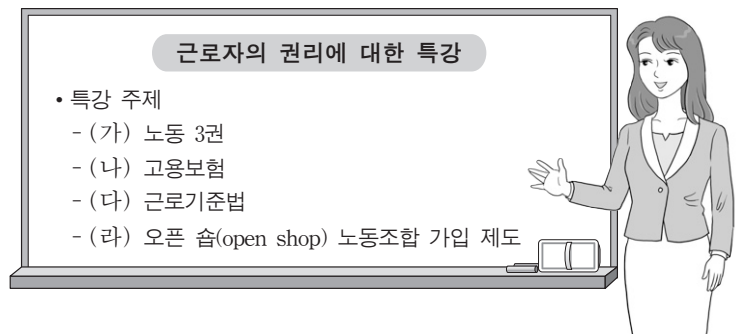 근로자의 권리에 대한 특강
• 특강 주제
- (가) 노동 3권
- (나) 고용보험
- (다) 근로기준법
- (라) 오픈 숍(open shop) 노동조합 가입 제도